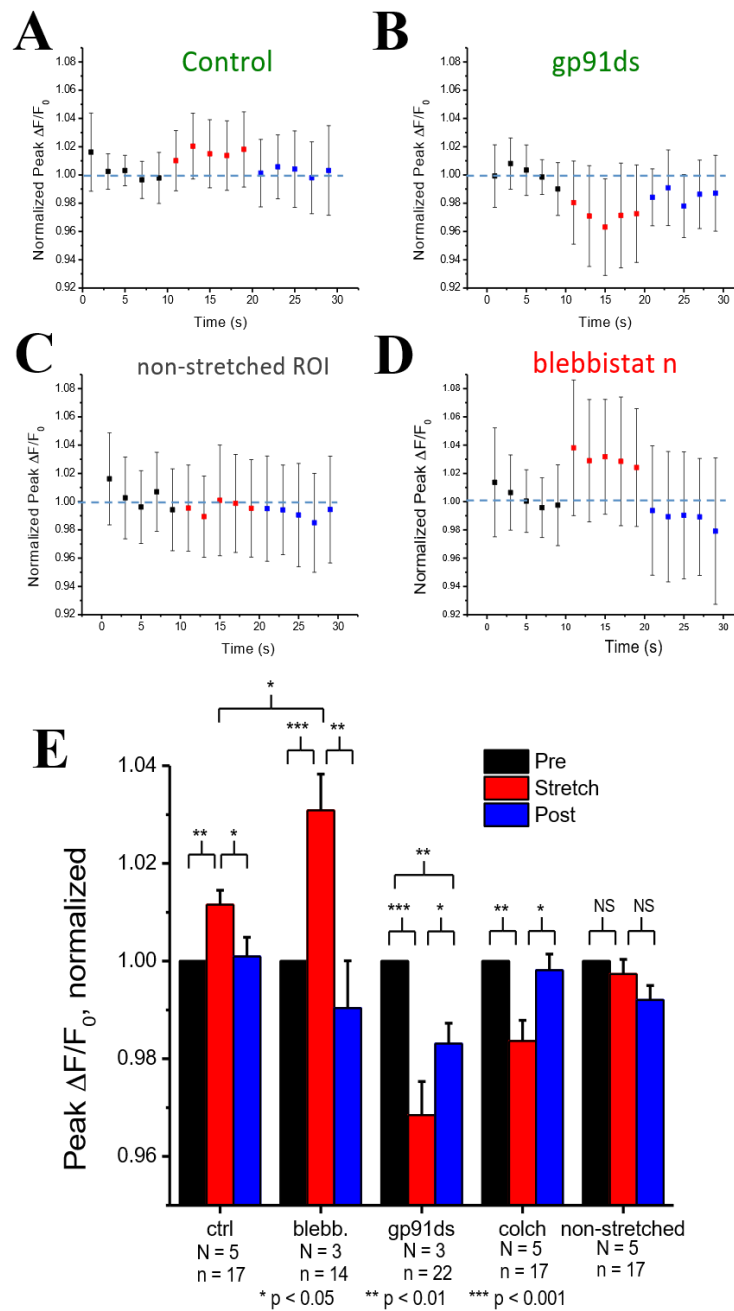 A
Control
Normalized Peak ΔF/F0
1.08
1.06
1.04
1.02
1.00
0.98
0.96
0.94
0.92
0 5 10 15 20 25 30
Time (s)
B
gp91ds
Normalized Peak ΔF/F0
1.08
1.06
1.04
1.02
1.00
0.98
0.96
0.94
0.92
0 5 10 15 20 25 30
Time (s)
C
non-stretched ROI
Normalized Peak ΔF/F0
1.08
1.06
1.04
1.02
1.00
0.98
0.96
0.94
0.92
0 5 10 15 20 25 30
Time (s)
D
blebbistat n
Normalized Peak ΔF/F0
1.08
1.06
1.04
1.02
1.00
0.98
0.96
0.94
0.92
0 5 10 15 20 25 30
Time (s)
E
Peak ΔF/F0, normalized
1.04
1.02
1.00
0.98
0.96
*
*** **
** *
**
*** *
** *
NS NS
Pre
Stretch
Post
ctrl blebb. gp91ds colch non-stretched
N = 5 N = 3 N = 3 N = 5 N = 5
n = 17 n = 14 n = 22 n = 17 n = 17
* p < 0.05 ** p < 0.01 *** p < 0.001